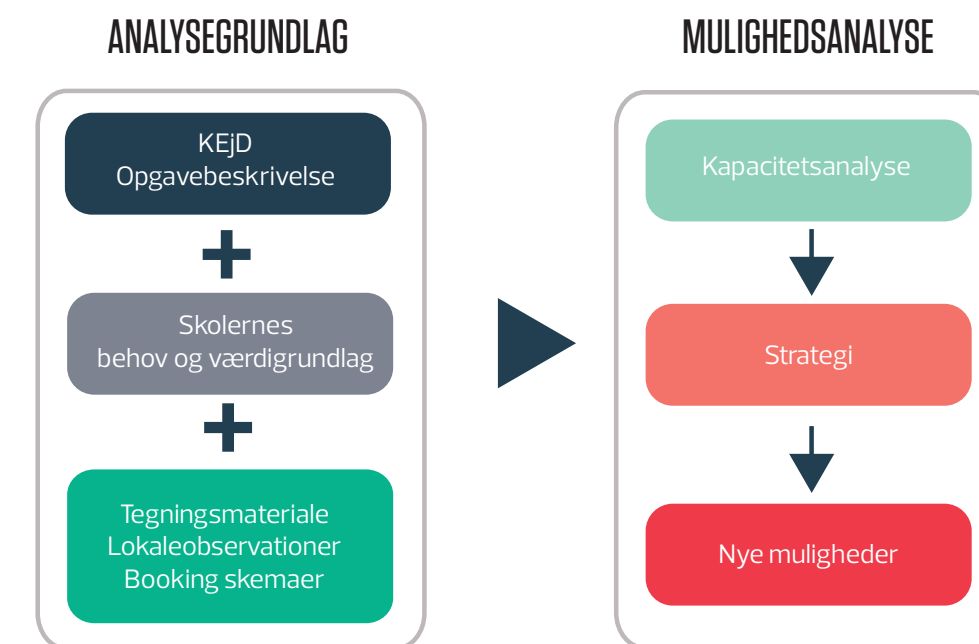 ANALYSEGRUNDLAG
KEjD
Opgavebeskrivelse
Skolernes
behov og værdigrundlag
Tegningsmateriale
Lokaleobservationer
Booking skemaer
MULIGHEDSANALYSE
Kapacitetsanalyse
Strategi
Nye muligheder